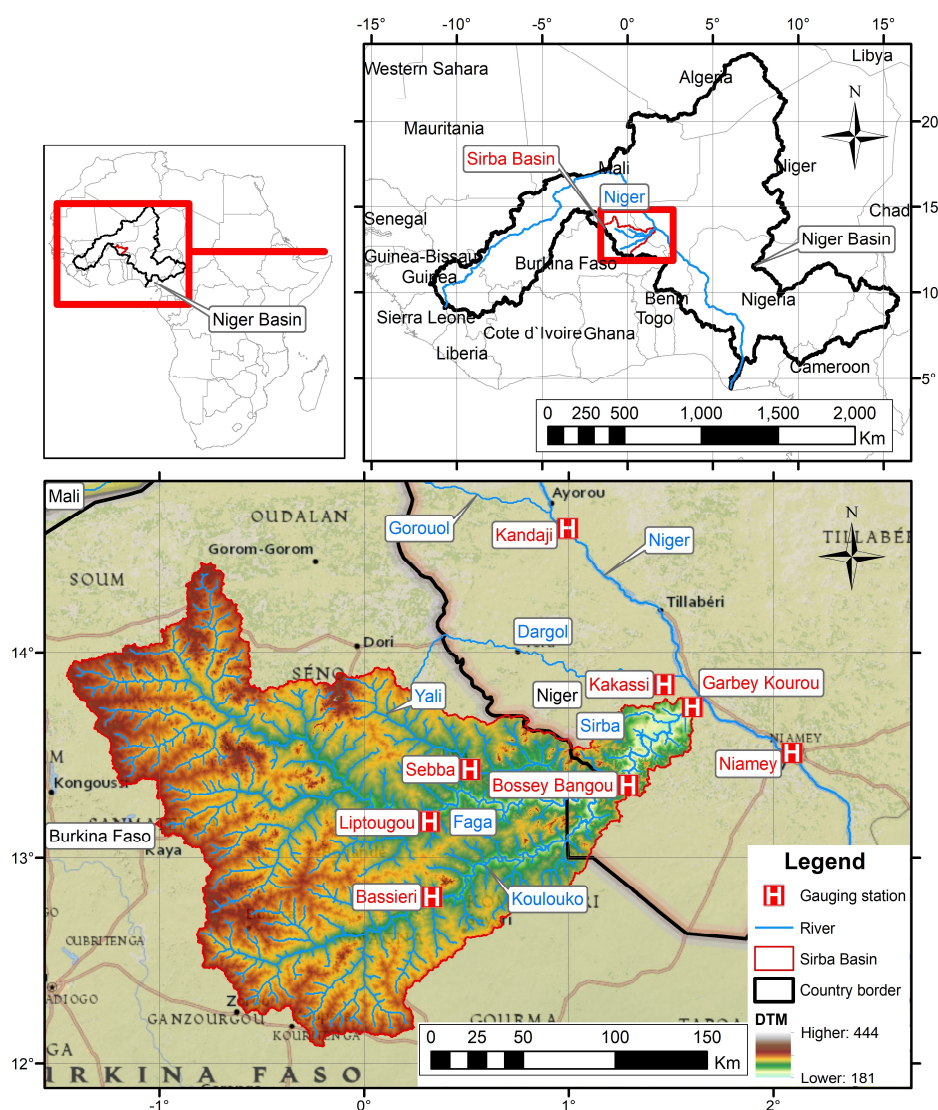 -15° -10° -5° 0° 5° 10° 15°
Libya
Western Sahara
Algeria
N
20
Mauritania
Sirba Basin
Mali
Niger
Niger
15
Senegal
Chad
Niger Basin
Guinea-Bissau
Burkina Faso
Guinea
Benin
Nigeria
10
Sierra Leone
Togo
Cote d`Ivoire
Ghana
Liberia
Cameroon
5°
Niger Basin
0 250 500 1,000 1,500 2,000
Km
Mali
Ayorou
OUDALAN
Gorouol
Kandaji
H
Niger
N
TILLABÉ
Gorom-Gorom
SOUM
Tillabéri
14°
Dori
Dargol
SÉNO
Kakassi
H
Garbey Kourou
H
Niger
Yali
Sirba
NIAMEY
Niamey
H
Sebba
H
Bossey Bangou
H
Kongoussi
Liptougou
H
Faga
Burkina Faso
Kaya
13°
Bassieri
H
Koulouko
OUBRITENGA
ADIOGO
GANZOURGOU
GOURMA
12°
RKINA FASO
Legend
H Gauging station
River
Sirba Basin
Country border
DTM
Higher: 444
Lower: 181
0 25 50 100 150
Km
-1° 0° 1° 2°